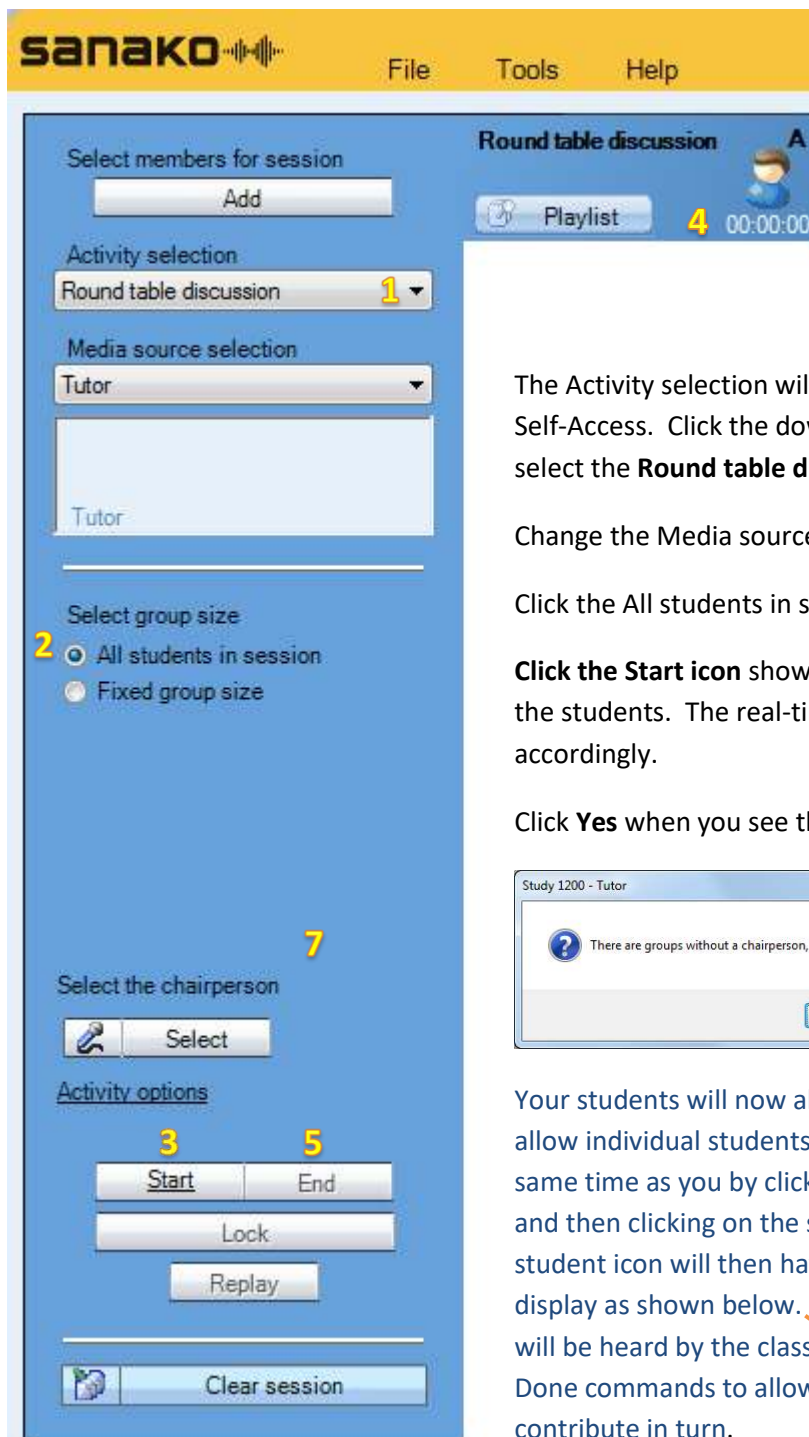 sanako
File Tools Help
Select members for session
Add
Activity selection
Round table discussion 1
Media source selection
Tutor
Tutor
Select group size
2 All students in session
Fixed group size
7
Select the chairperson
Select
Activity options
3 5
Start End
Lock
Replay
Clear session
Round table discussion A
Playlist 4 00:00:00
The Activity selection wil
Self-Access. Click the do
select the Round table d
Change the Media source
Click the All students in s
Click the Start icon show
the students. The real-ti
accordingly.
Click Yes when you see t
Study 1200 - Tutor
There are groups without a chairperson,
Your students will now a
allow individual students
same time as you by click
and then clicking on the s
student icon will then ha
display as shown below.
will be heard by the class
Done commands to allow
contribute in turn.